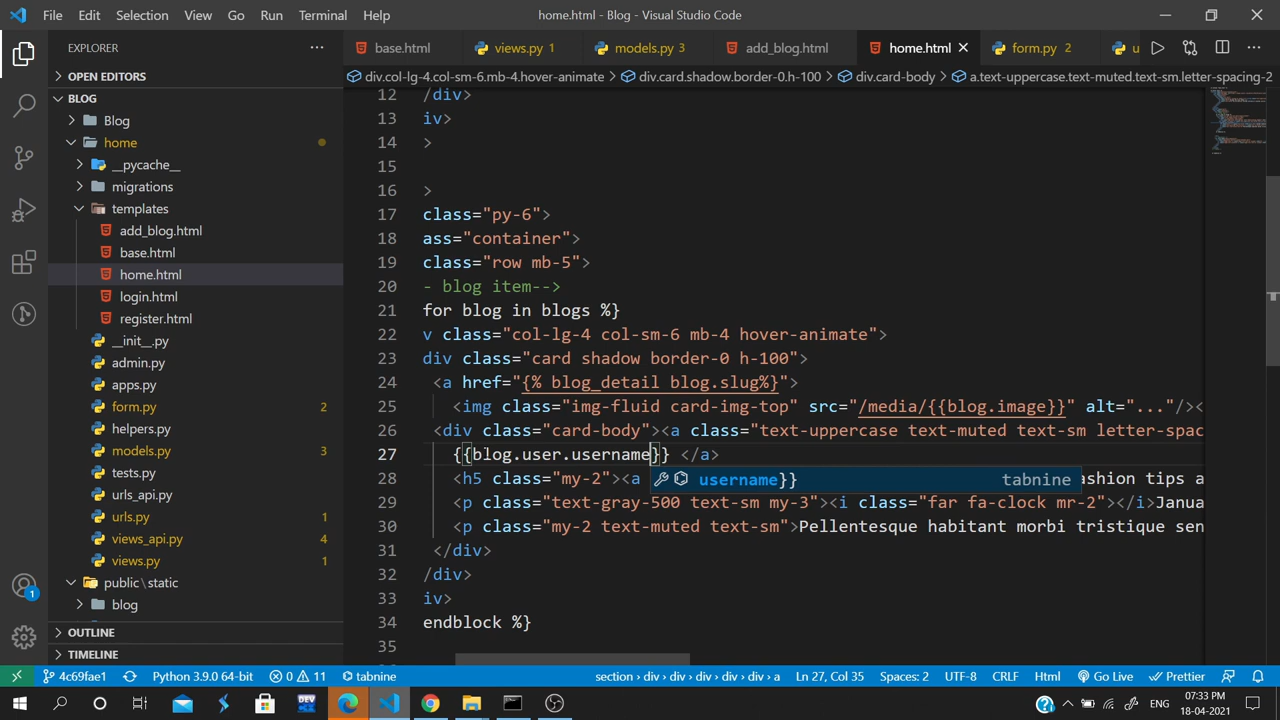 File Edit Selection View Go Run Terminal Help home.html - Blog - Visual Studio Code
EXPLORER
base.html views.py 1 models.py 3 add_blog.html home.html form.py 2 u
OPEN EDITORS
div.col-lg-4.col-sm-6.mb-4.hover-animate > div.card.shadow.border-0.h-100 > div.card-body > a.text-uppercase.text-muted.text-sm.letter-spacing-2
BLOG
Blog
home
__pycache__
migrations
templates
add_blog.html
base.html
home.html
login.html
register.html
__init__.py
admin.py
apps.py
form.py 2
helpers.py
models.py 3
tests.py
urls_api.py
urls.py 1
views_api.py 4
views.py 1
public\static
blog
OUTLINE
TIMELINE
12 /div>
13 iv>
14 >
15
16 >
17 class="py-6">
18 ass="container">
19 class="row mb-5">
20 - blog item-->
21 for blog in blogs %}
22 v class="col-lg-4 col-sm-6 mb-4 hover-animate">
23 div class="card shadow border-0 h-100">
24 <a href="{% blog_detail blog.slug%}">
25 <img class="img-fluid card-img-top" src="/media/{{blog.image}}" alt="..."/><
26 <div class="card-body"><a class="text-uppercase text-muted text-sm letter-spac
27 {{blog.user.username}} </a>
username}} tabnine
28 <h5 class="my-2"><a ashion tips a
29 <p class="text-gray-500 text-sm my-3"><i class="far fa-clock mr-2"></i>Janua
30 <p class="my-2 text-muted text-sm">Pellentesque habitant morbi tristique sen
31 </div>
32 /div>
33 iv>
34 endblock %}
35
1
4c69fae1 Python 3.9.0 64-bit 0 11 tabnine section > div > div > div > div > a Ln 27, Col 35 Spaces: 2 UTF-8 CRLF Html Go Live Prettier
ENG 07:33 PM
18-04-2021